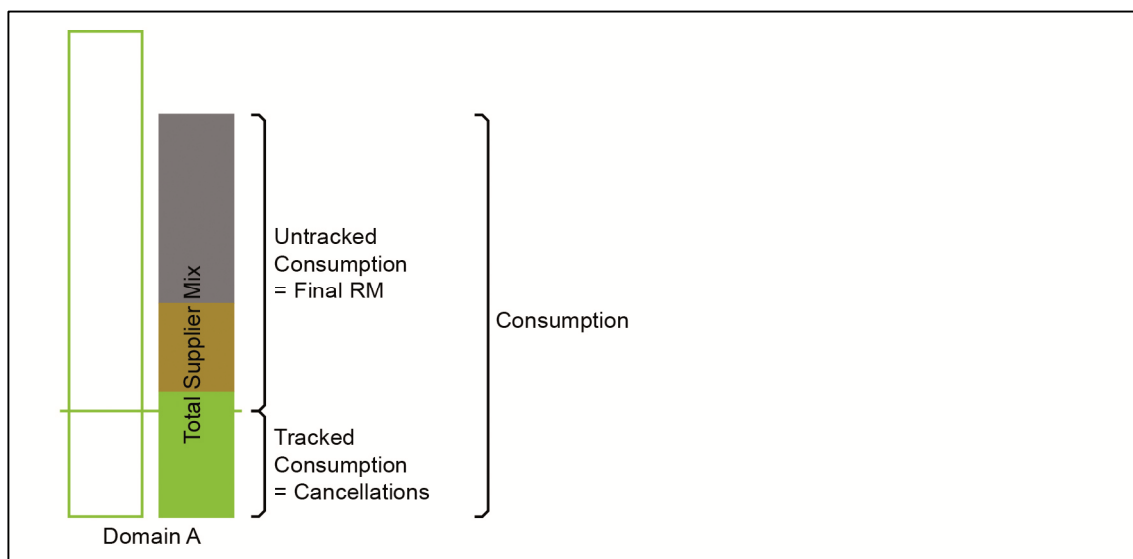 Untracked
Consumption
= Final RM
Consumption
Total Supplier Mix
Tracked
Consumption
= Cancellations
Domain A